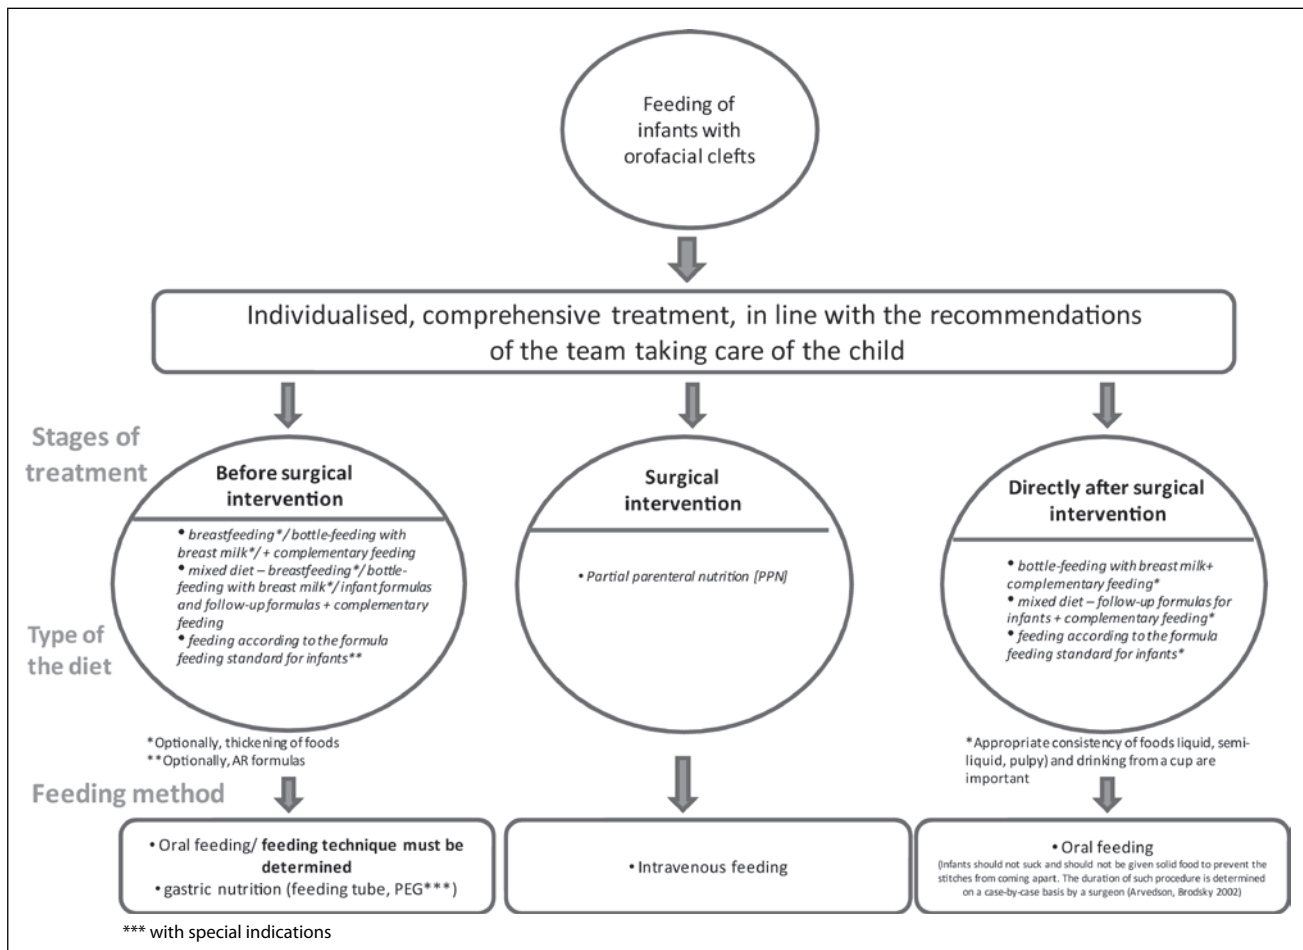 Feeding of
infants with
orofacial clefts
Individualised, comprehensive treatment, in line with the recommendations
of the team taking care of the child
Stages of
treatment
Before surgical
intervention
• breastfeeding*/ bottle-feeding with
breast milk*/ + complementary feeding
• mixed diet – breastfeeding*/ bottle-
feeding with breast milk*/ infant formulas
and follow-up formulas + complementary
feeding
• feeding according to the formula
feeding standard for infants**
Surgical
intervention
• Partial parenteral nutrition [PPN]
Directly after surgical
intervention
• bottle-feeding with breast milk+
complementary feeding*
• mixed diet – follow-up formulas for
infants + complementary feeding*
• feeding according to the formula
feeding standard for infants*
Type of
the diet
*Optionally, thickening of foods
**Optionally, AR formulas
*Appropriate consistency of foods liquid, semi-
liquid, pulpy) and drinking from a cup are
important
Feeding method
• Oral feeding/ feeding technique must be
determined
• gastric nutrition (feeding tube, PEG***)
• Intravenous feeding
• Oral feeding
(Infants should not suck and should not be given solid food to prevent the
stitches from coming apart. The duration of such procedure is determined
on a case-by-case basis by a surgeon (Arvedson, Brodsky 2002)
*** with special indications